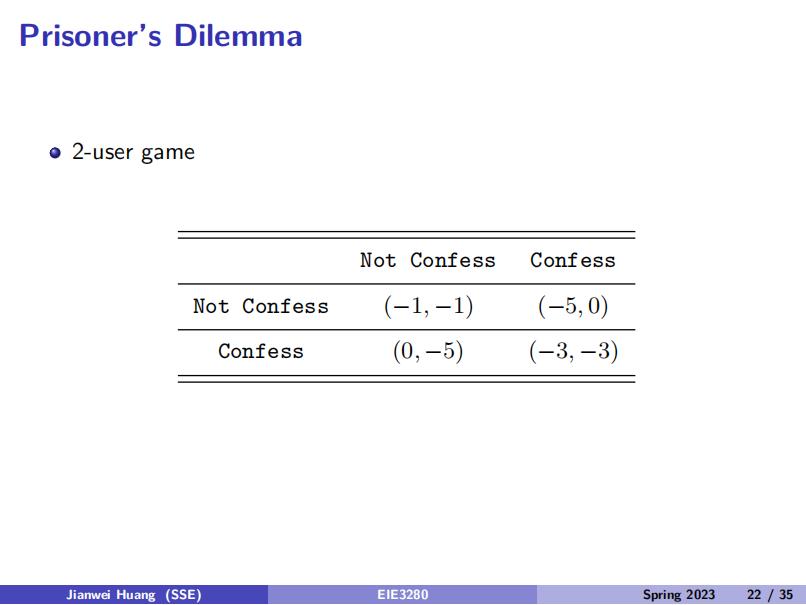 Prisoner's Dilemma
2-user game
Not Confess Confess
Not Confess (−1, −1) (−5, 0)
Confess (0, −5) (−3, −3)
Jianwei Huang (SSE) EIE3280 Spring 2023 22 / 35